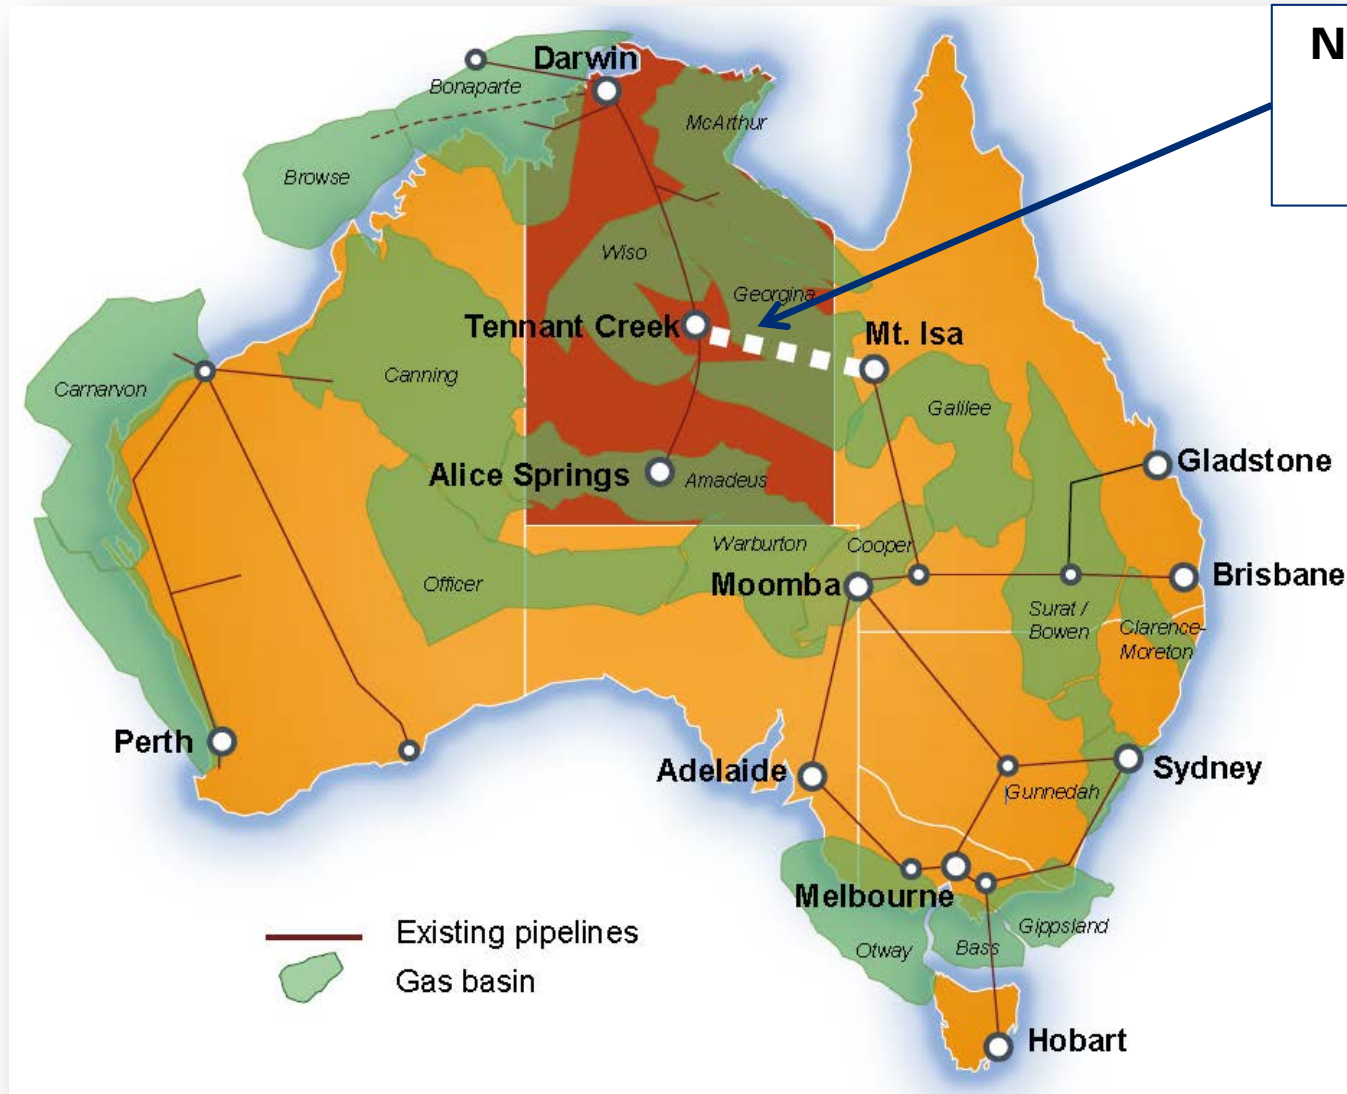 N
Darwin
Bonaparte
McArthur
Browse
Wiso
Georgina
Tennant Creek
Mt. Isa
Carnarvon
Canning
Galilee
Alice Springs
Amadeus
Gladstone
Warburton
Cooper
Officer
Moomba
Brisbane
Surat /
Bowen
Clarence-
Moreton
Perth
Adelaide
Sydney
Gunnedah
Melbourne
Gippsland
Otway
Bass
Existing pipelines
Gas basin
Hobart